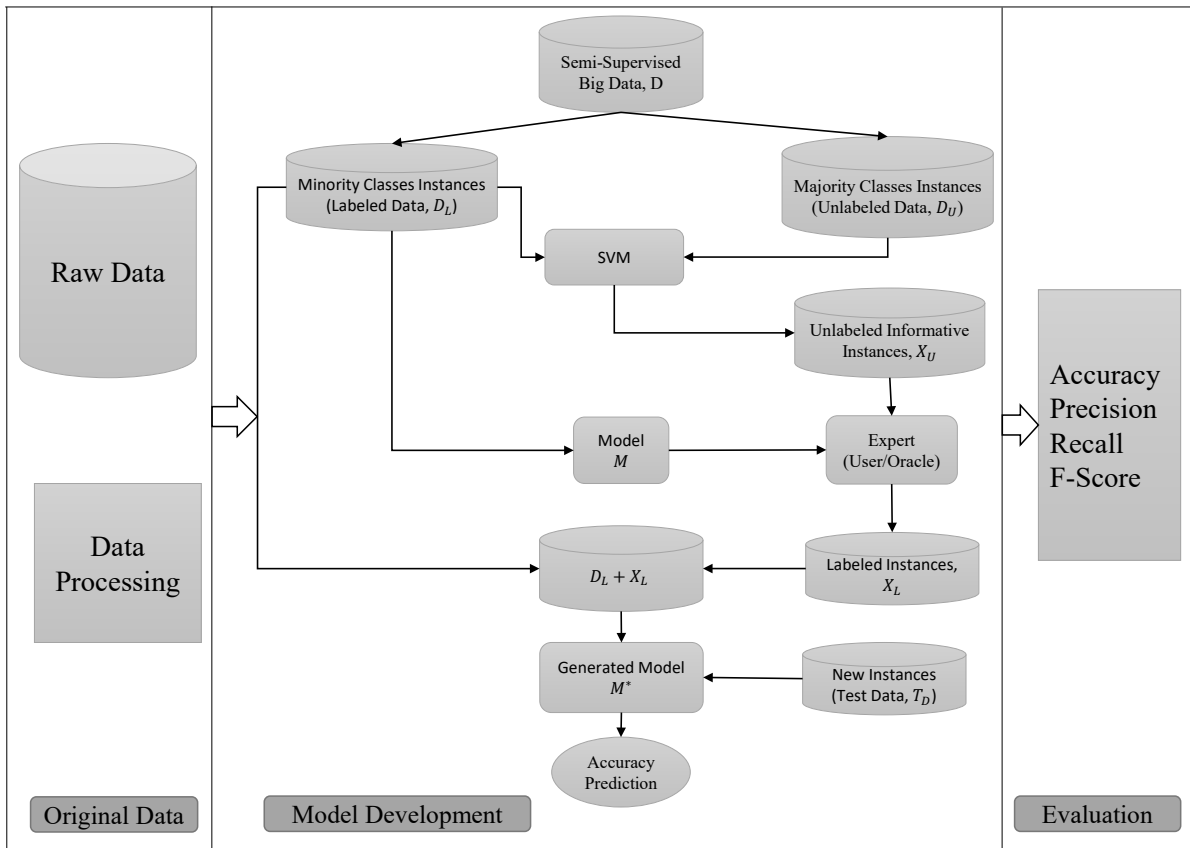 Raw Data
Data
Processing
Original Data
Semi-Supervised
Big Data, D
Minority Classes Instances
(Labeled Data, D_L)
Majority Classes Instances
(Unlabeled Data, D_U)
SVM
Unlabeled Informative
Instances, X_U
Model
M
Expert
(User/Oracle)
D_L + X_L
Labeled Instances,
X_L
Generated Model
M*
New Instances
(Test Data, T_D)
Accuracy
Prediction
Model Development
Accuracy
Precision
Recall
F-Score
Evaluation